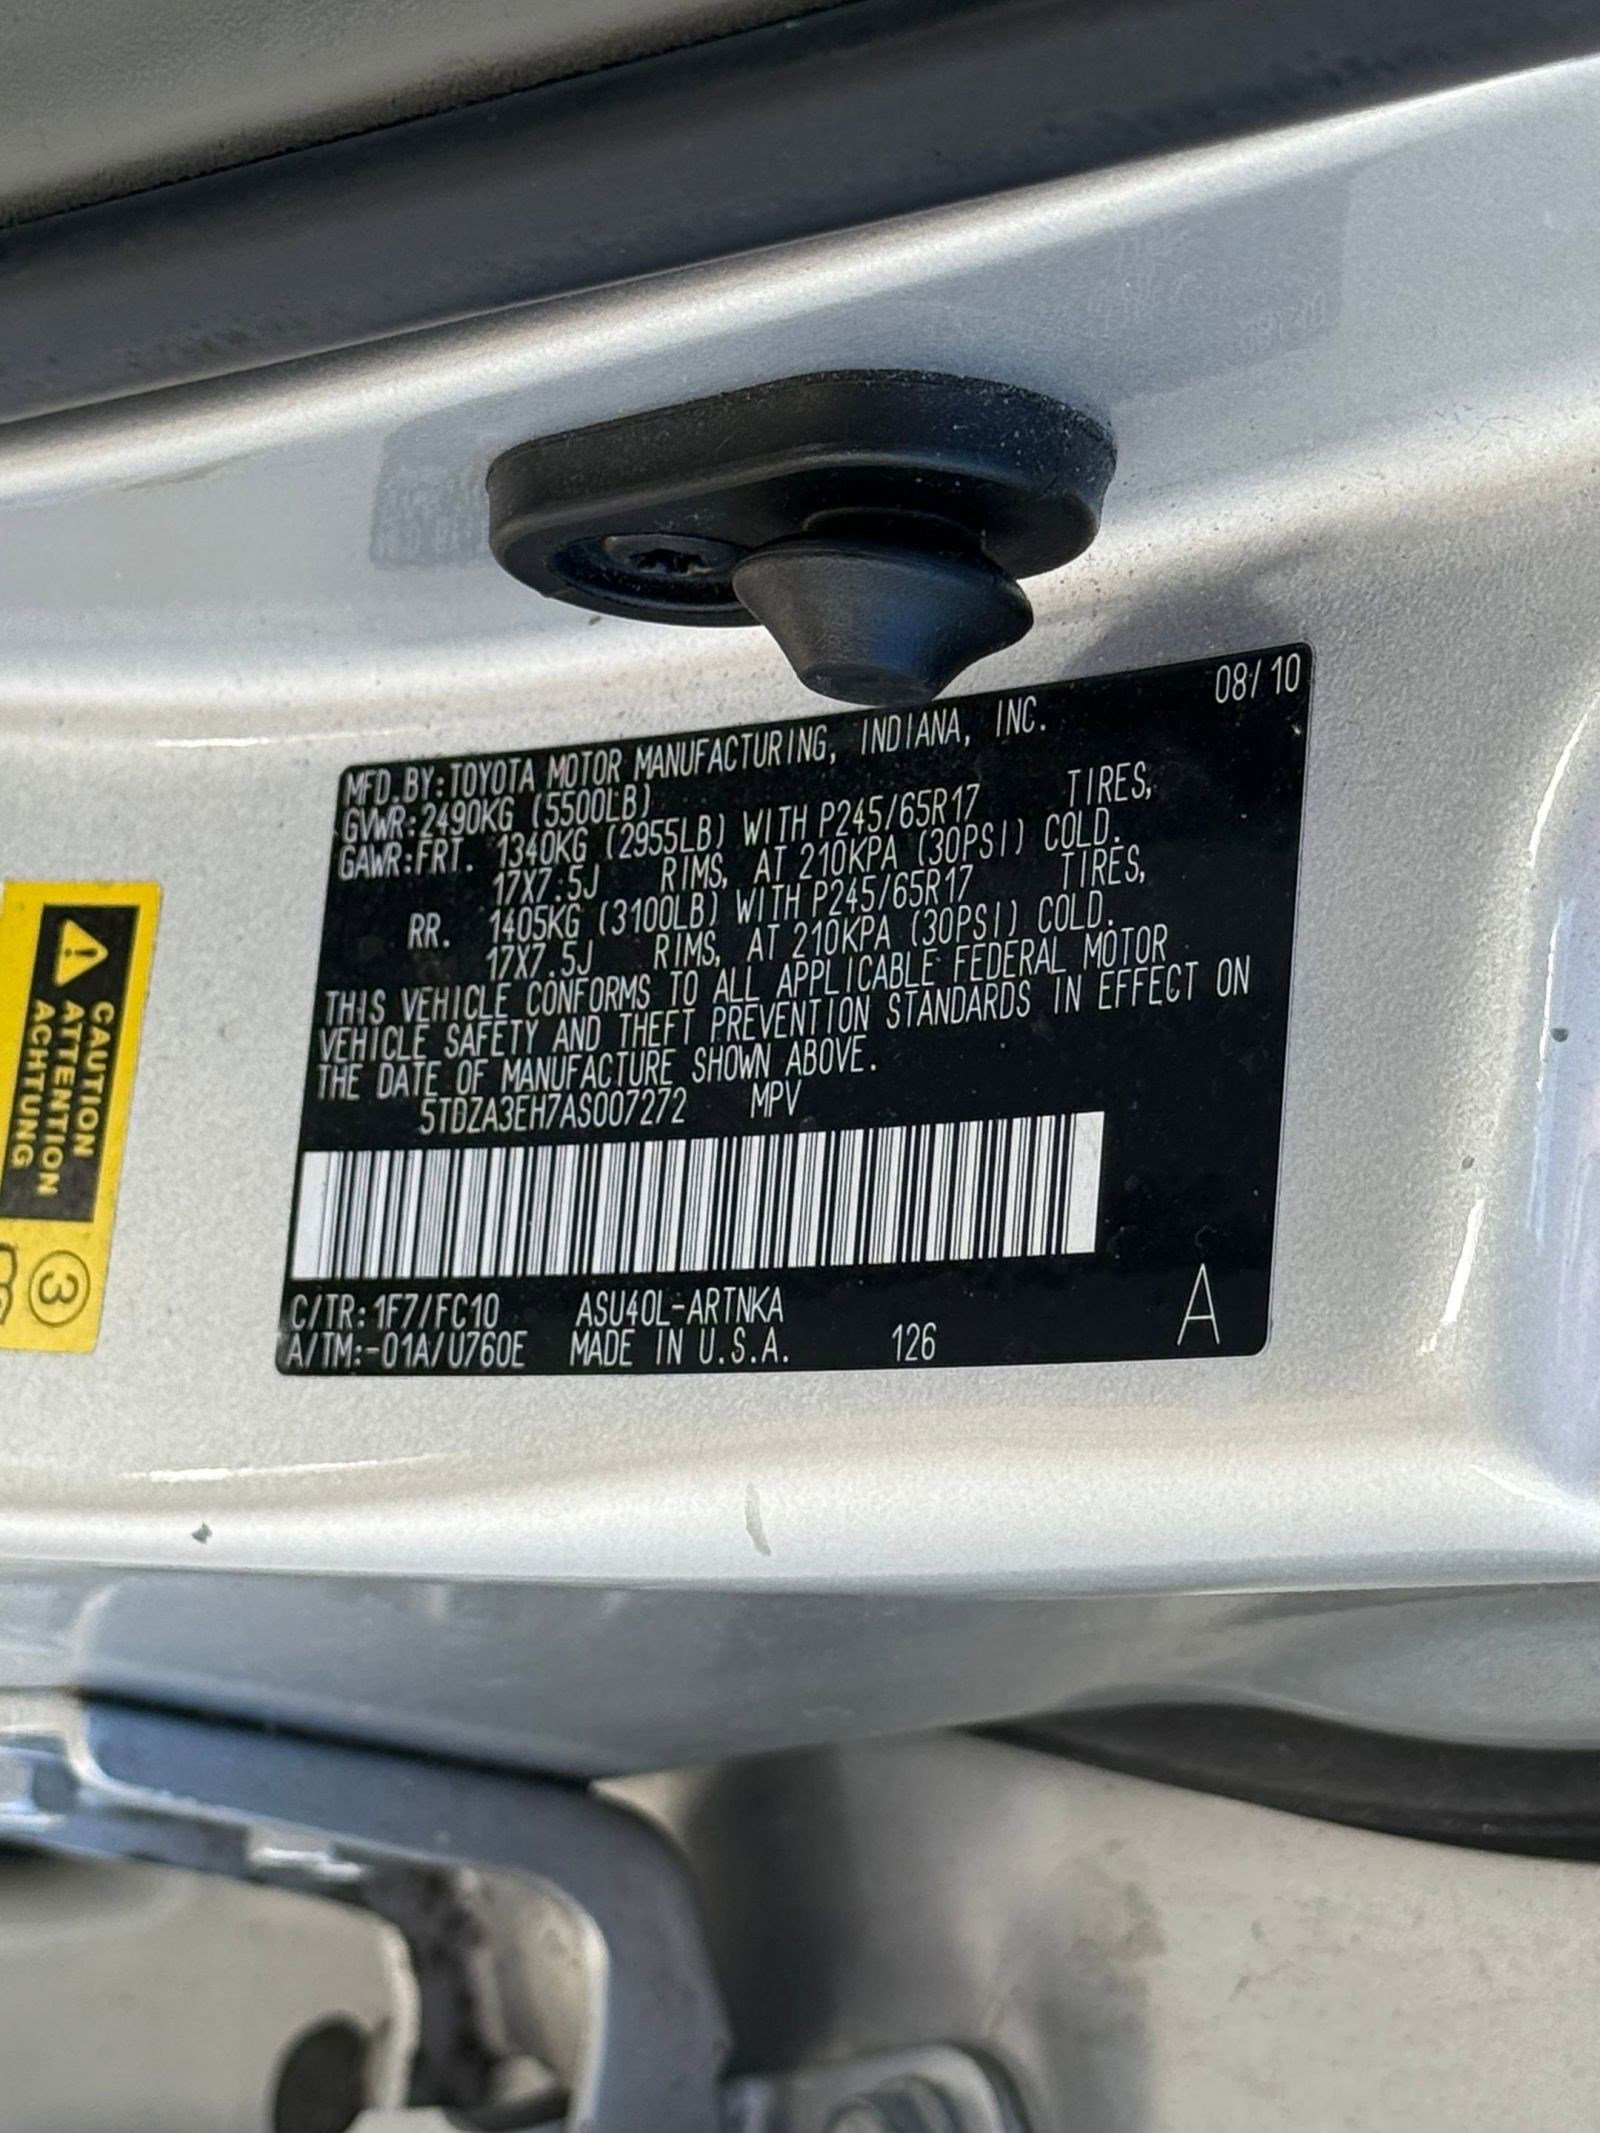 08/10
MFD.BY:TOYOTA MOTOR MANUFACTURING, INDIANA, INC.
GVWR:2490KG (5500LB)
GAWR:FRT. 1340KG (2955LB) WITH P245/65R17 TIRES,
17X7.5J RIMS, AT 210KPA (30PSI) COLD.
RR. 1405KG (3100LB) WITH P245/65R17 TIRES,
17X7.5J RIMS, AT 210KPA (30PSI) COLD.
THIS VEHICLE CONFORMS TO ALL APPLICABLE FEDERAL MOTOR
VEHICLE SAFETY AND THEFT PREVENTION STANDARDS IN EFFECT ON
THE DATE OF MANUFACTURE SHOWN ABOVE.
5TDZA3EH7AS007272 MPV
C/TR:1F7/FC10 ASU40L-ARTNKA
A/TM:-01A/U760E MADE IN U.S.A. 126 A
CAUTION
ATTENTION
ACHTUNG
3